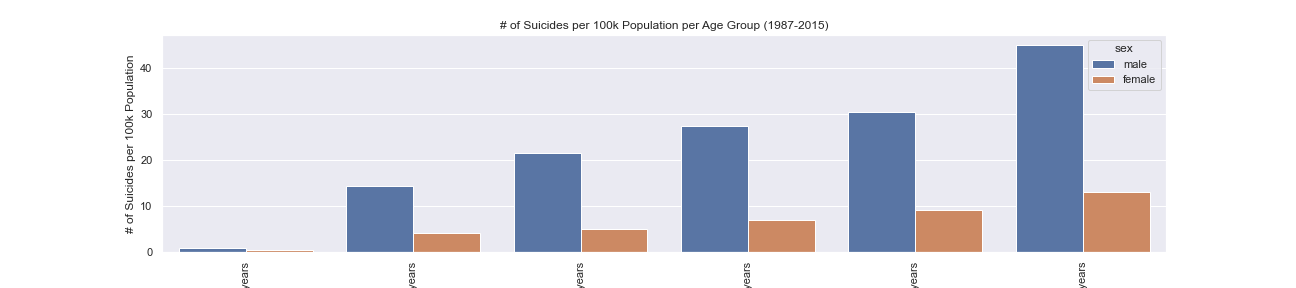 # of Suicides per 100k Population per Age Group (1987-2015)
sex
male
female
# of Suicides per 100k Population
40
30
20
10
0
years
years
years
years
years
years